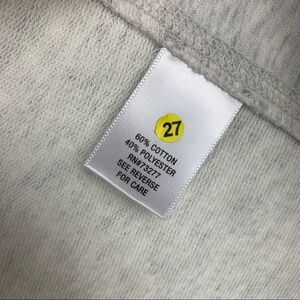 27
60% COTTON
40% POLYESTER
RN#73277
SEE REVERSE
FOR CARE